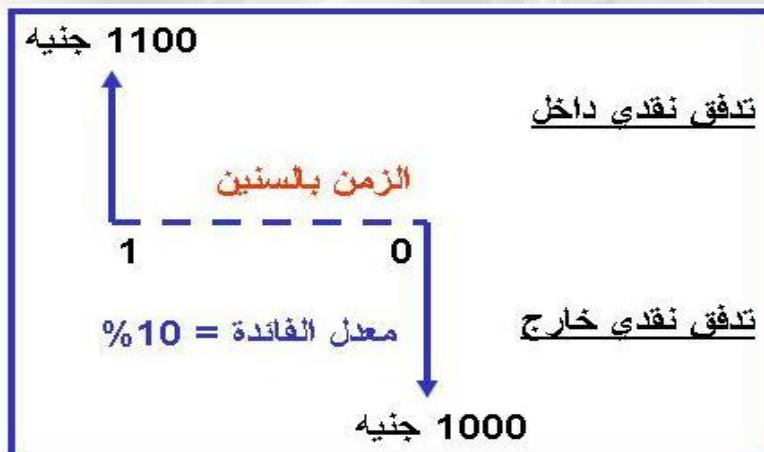 1100 جنيه
تدفق نقدي داخل
الزمن بالسنين
0
1
معدل الفائدة = 10%
تدفق نقدي خارج
1000 جنيه